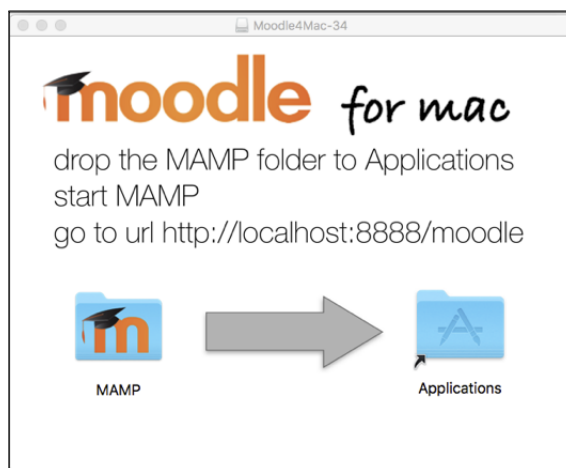 Moodle4Mac-34
moodle for mac
drop the MAMP folder to Applications
start MAMP
go to url http://localhost:8888/moodle
m
MAMP
Applications